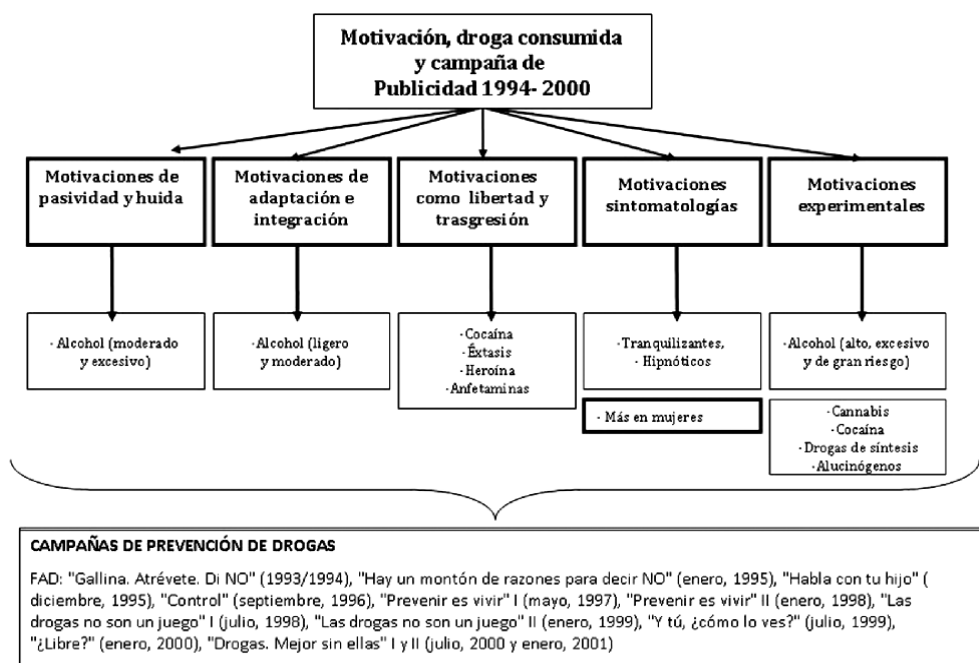 Motivación, droga consumida
y campaña de
Publicidad 1994- 2000
Motivaciones de
pasividad y huida
Motivaciones de
adaptación e
integración
Motivaciones
como libertad y
trasgresión
Motivaciones
sintomatologías
Motivaciones
experimentales
- Alcohol (moderado
y excesivo)
- Alcohol (ligero
y moderado)
- Cocaína
- Éxtasis
- Heroína
- Anfetaminas
- Tranquilizantes,
- Hipnóticos
- Más en mujeres
- Alcohol (alto, excesivo
y de gran riesgo)
- Cannabis
- Cocaína
- Drogas de síntesis
- Alucinógenos
CAMPAÑAS DE PREVENCIÓN DE DROGAS
FAD: "Gallina. Atrévete. Di NO" (1993/1994), "Hay un montón de razones para decir NO" (enero, 1995), "Habla con tu hijo" (
diciembre, 1995), "Control" (septiembre, 1996), "Prevenir es vivir" I (mayo, 1997), "Prevenir es vivir" II (enero, 1998), "Las
drogas no son un juego" I (julio, 1998), "Las drogas no son un juego" II (enero, 1999), "Y tú, ¿cómo lo ves?" (julio, 1999),
"¿Libre?" (enero, 2000), "Drogas. Mejor sin ellas" I y II (julio, 2000 y enero, 2001)